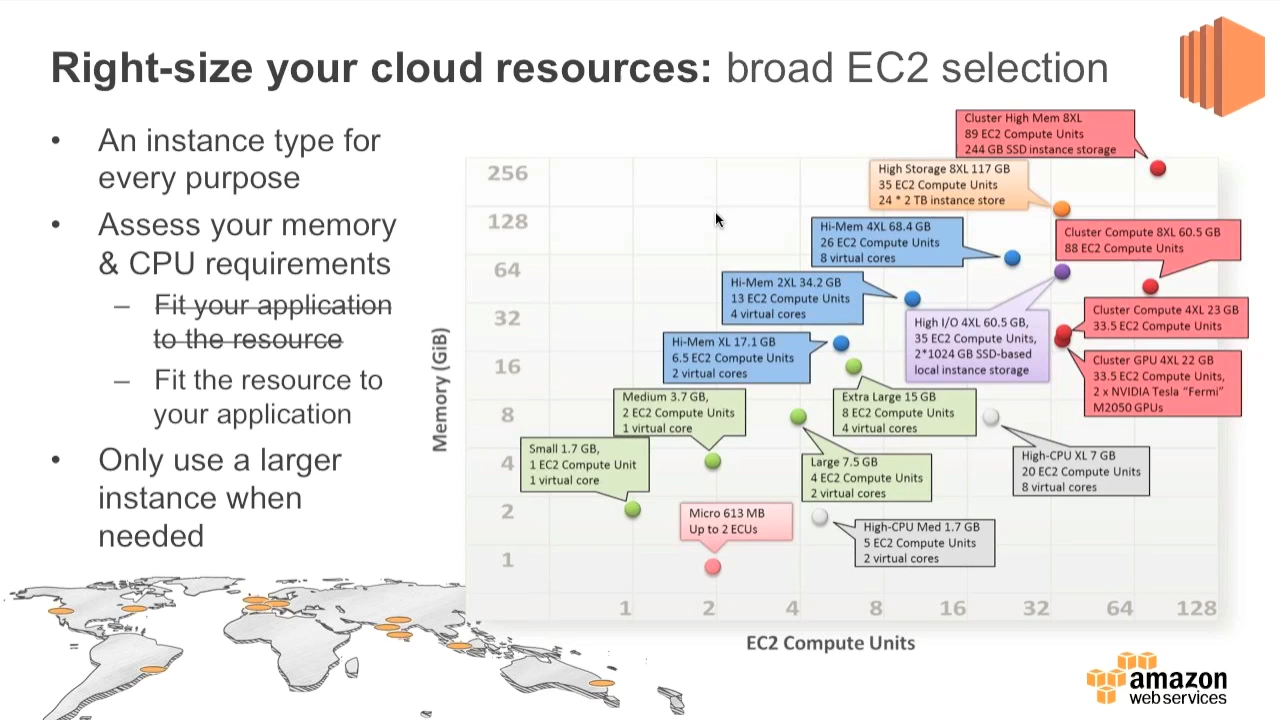 Right-size your cloud resources: broad EC2 selection
• An instance type for
every purpose
• Assess your memory
& CPU requirements
– Fit your application
to the resource
– Fit the resource to
your application
• Only use a larger
instance when
needed
Memory (GiB)
256
128
64
32
16
8
4
2
1
Cluster High Mem 8XL
89 EC2 Compute Units
244 GB SSD instance storage
High Storage 8XL 117 GB
35 EC2 Compute Units
24 * 2 TB instance store
Hi-Mem 4XL 68.4 GB
26 EC2 Compute Units
8 virtual cores
Cluster Compute 8XL 60.5 GB
88 EC2 Compute Units
Hi-Mem 2XL 34.2 GB
13 EC2 Compute Units
4 virtual cores
High I/O 4XL 60.5 GB,
35 EC2 Compute Units,
2*1024 GB SSD-based
local instance storage
Cluster Compute 4XL 23 GB
33.5 EC2 Compute Units
Hi-Mem XL 17.1 GB
6.5 EC2 Compute Units
2 virtual cores
Cluster GPU 4XL 22 GB
33.5 EC2 Compute Units,
2 x NVIDIA Tesla “Fermi”
M2050 GPUs
Medium 3.7 GB,
2 EC2 Compute Units
1 virtual core
Extra Large 15 GB
8 EC2 Compute Units
4 virtual cores
Small 1.7 GB,
1 EC2 Compute Unit
1 virtual core
Large 7.5 GB
4 EC2 Compute Units
2 virtual cores
High-CPU XL 7 GB
20 EC2 Compute Units
8 virtual cores
Micro 613 MB
Up to 2 ECUs
High-CPU Med 1.7 GB
5 EC2 Compute Units
2 virtual cores
1 2 4 8 16 32 64 128
EC2 Compute Units
amazon
web services